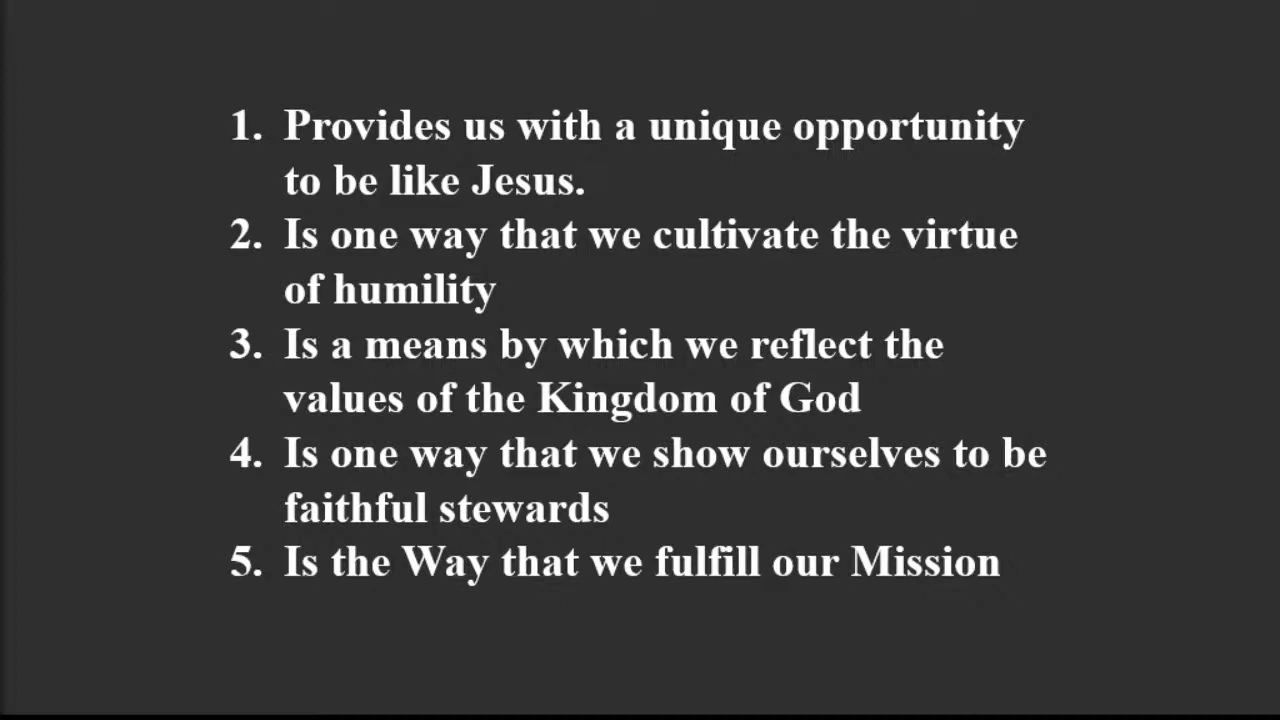 1. Provides us with a unique opportunity
to be like Jesus.
2. Is one way that we cultivate the virtue
of humility
3. Is a means by which we reflect the
values of the Kingdom of God
4. Is one way that we show ourselves to be
faithful stewards
5. Is the Way that we fulfill our Mission